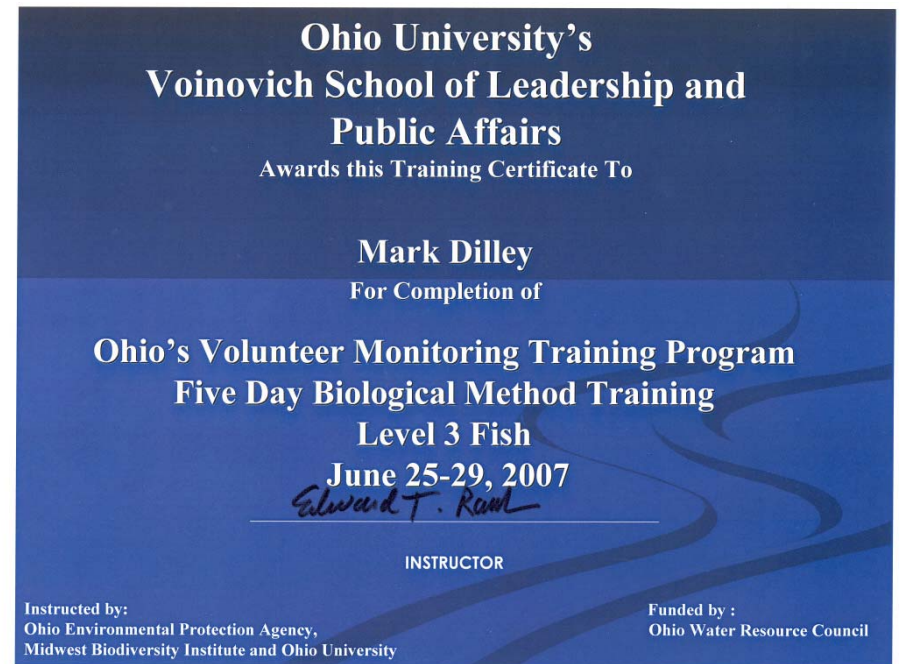 Ohio University's
Voinovich School of Leadership and
Public Affairs
Awards this Training Certificate To
Mark Dilley
For Completion of
Ohio's Volunteer Monitoring Training Program
Five Day Biological Method Training
Level 3 Fish
June 25-29, 2007
Edward T.
INSTRUCTOR
Instructed by:
Ohio Environmental Protection Agency,
Midwest Biodiversity Institute and Ohio University
Funded by :
Ohio Water Resource Council